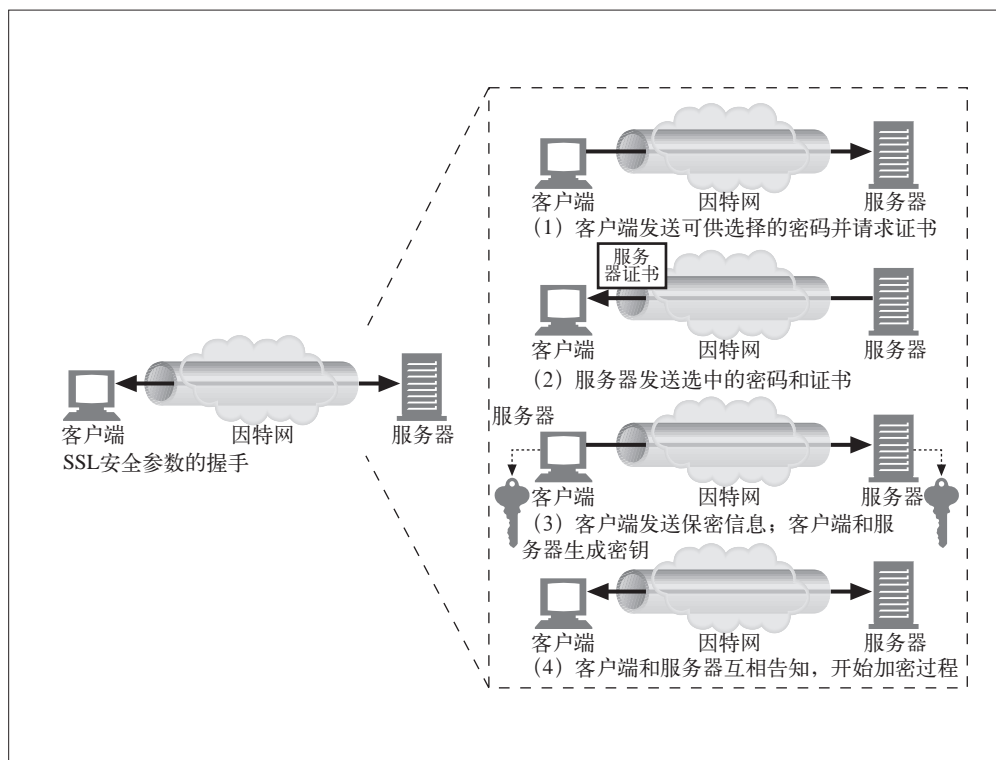 客户端
因特网
服务器
SSL安全参数的握手
客户端
因特网
服务器
（1）客户端发送可供选择的密码并请求证书
服务
器证书
客户端
因特网
服务器
（2）服务器发送选中的密码和证书
服务器
客户端
因特网
服务器
（3）客户端发送保密信息；客户端和服
务器生成密钥
客户端
因特网
服务器
（4）客户端和服务器互相告知，开始加密过程